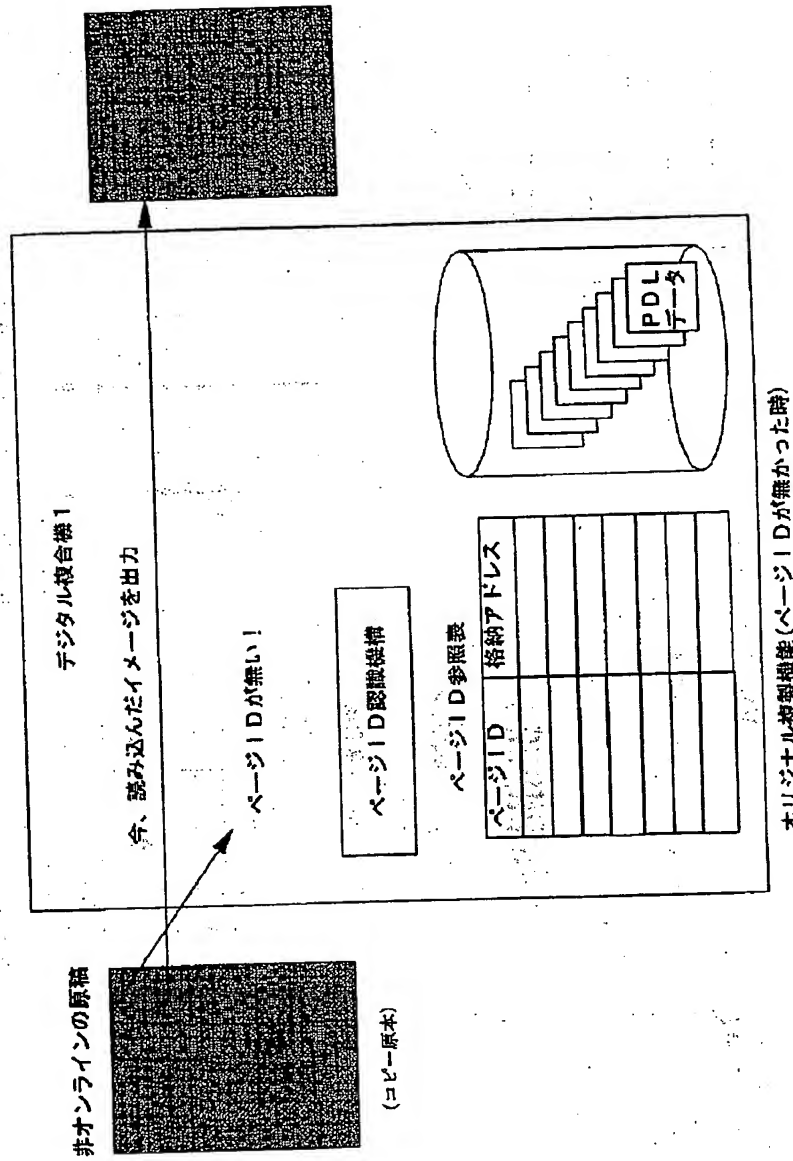 非オンラインの原稿
(コピー原本)
デジタル複合機1
今、読み込んだイメージを出力
ページIDが無い!
ページID認識機構
ページID参照表
ページID 格納アドレス
PDL
データ
オリジナル複製機能(ページIDが無かった時)